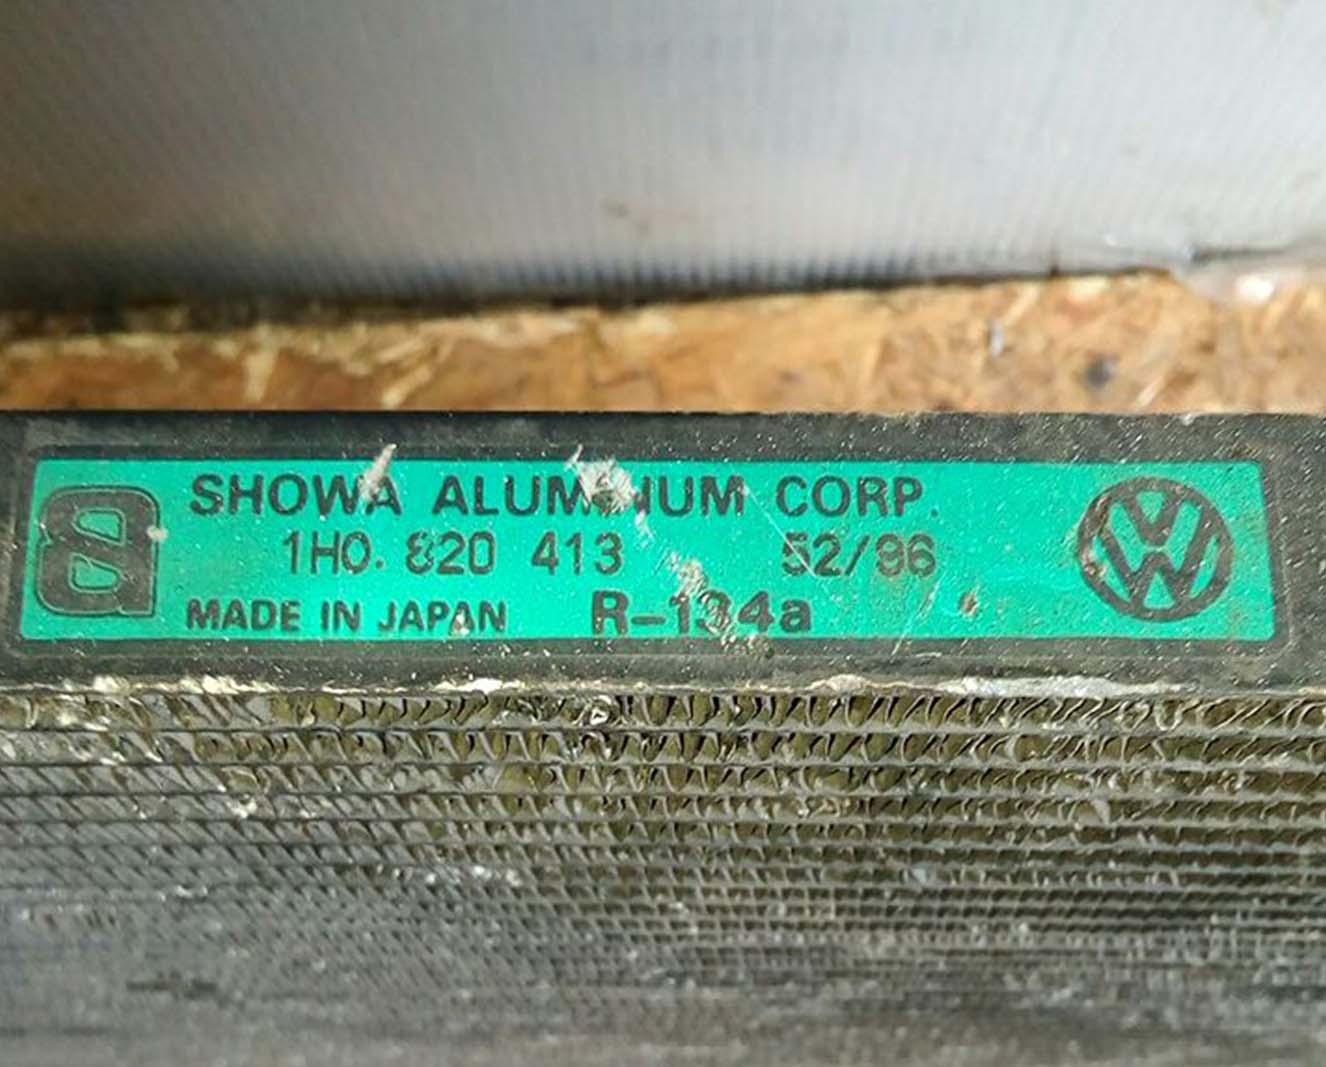 SHOWA ALUMINUM CORP.
1H0. 820 413 52/96
MADE IN JAPAN R-134a